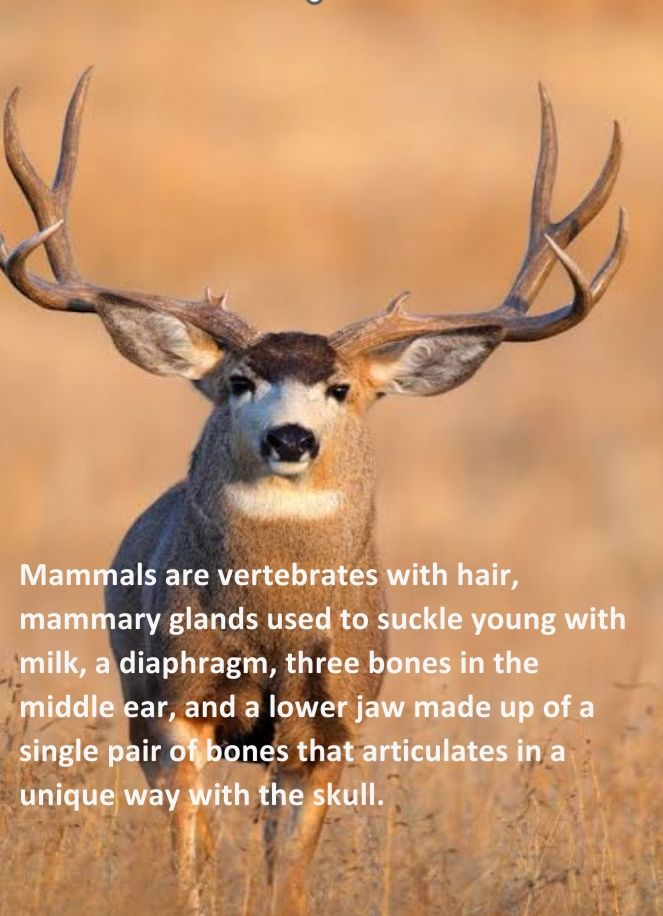 Mammals are vertebrates with hair,
mammary glands used to suckle young with
milk, a diaphragm, three bones in the
middle ear, and a lower jaw made up of a
single pair of bones that articulates in a
unique way with the skull.